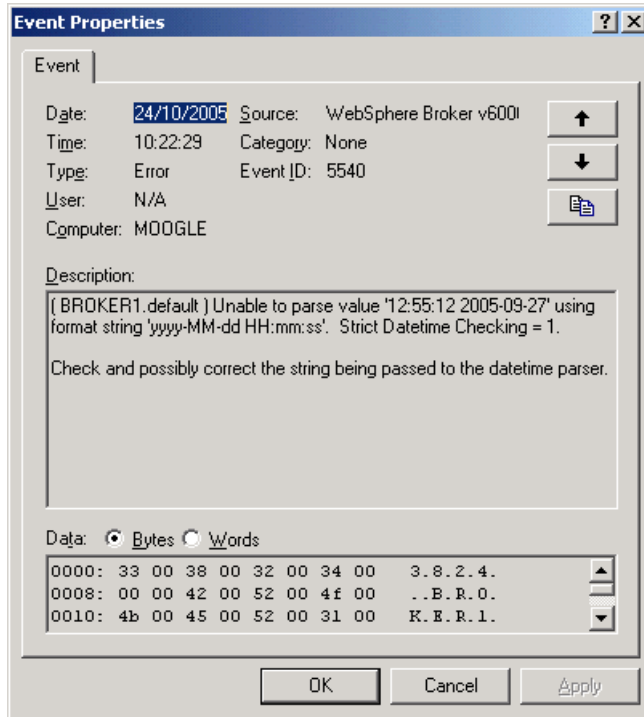 Event Properties
Event
Date: 24/10/2005 Source: WebSphere Broker v600
Time: 10:22:29 Category: None
Type: Error Event ID: 5540
User: N/A
Computer: MOOGLE
Description:
( BROKER1.default ) Unable to parse value '12:55:12 2005-09-27' using
format string 'yyyy-MM-dd HH:mm:ss'. Strict Datetime Checking = 1.
Check and possibly correct the string being passed to the datetime parser.
Data: Bytes Words
0000: 33 00 38 00 32 00 34 00 3.8.2.4.
0008: 00 00 42 00 52 00 4f 00 ..B.R.O.
0010: 4b 00 45 00 52 00 31 00 K.E.R.1.
OK Cancel Apply